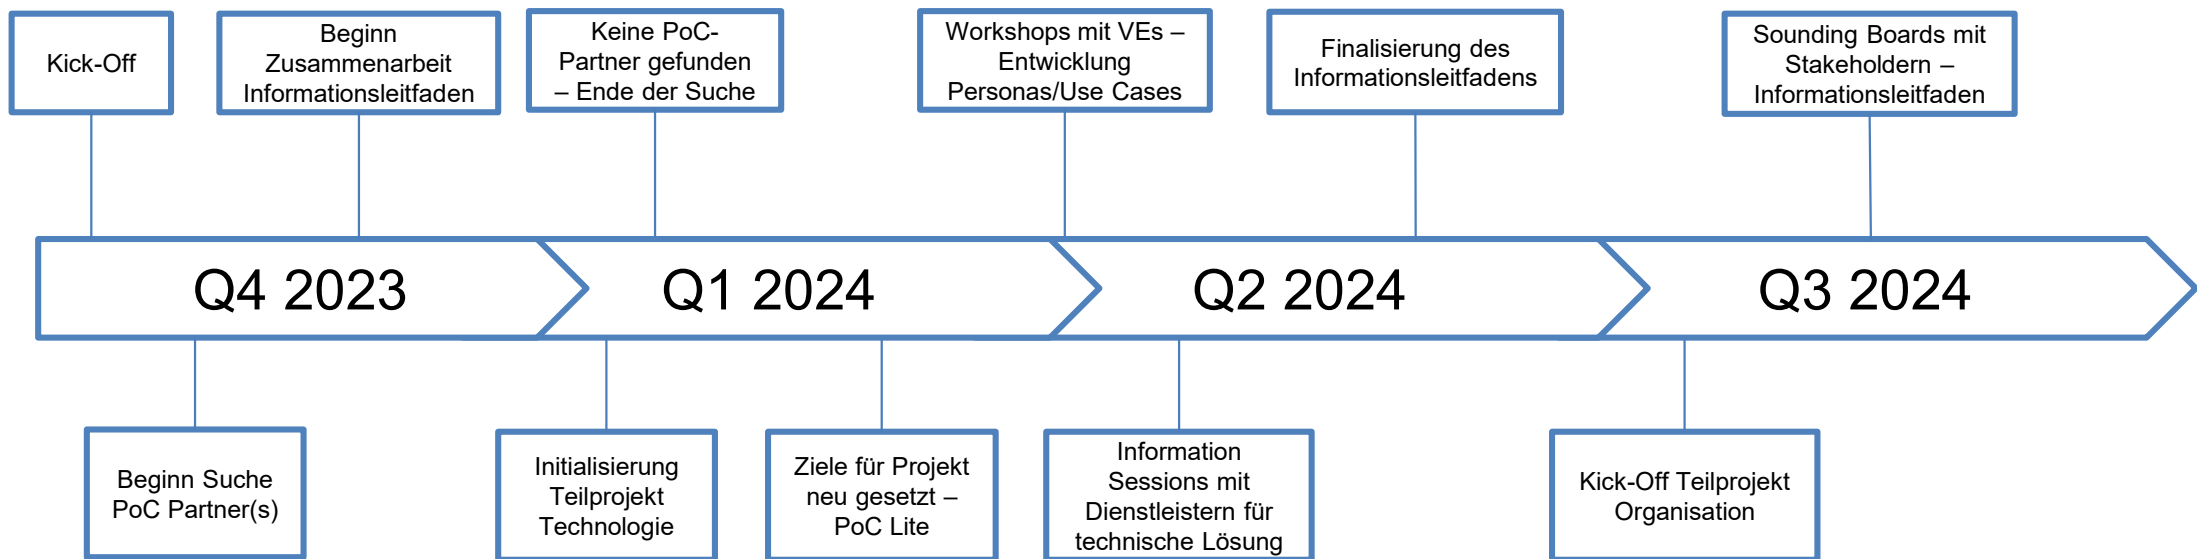 Kick-Off
Beginn
Zusammenarbeit
Informationsleitfaden
Keine PoC-
Partner gefunden
– Ende der Suche
Workshops mit VEs –
Entwicklung
Personas/Use Cases
Finalisierung des
Informationsleitfadens
Sounding Boards mit
Stakeholdern –
Informationsleitfaden
Q4 2023
Q1 2024
Q2 2024
Q3 2024
Beginn Suche
PoC Partner(s)
Initialisierung
Teilprojekt
Technologie
Ziele für Projekt
neu gesetzt –
PoC Lite
Information
Sessions mit
Dienstleistern für
technische Lösung
Kick-Off Teilprojekt
Organisation